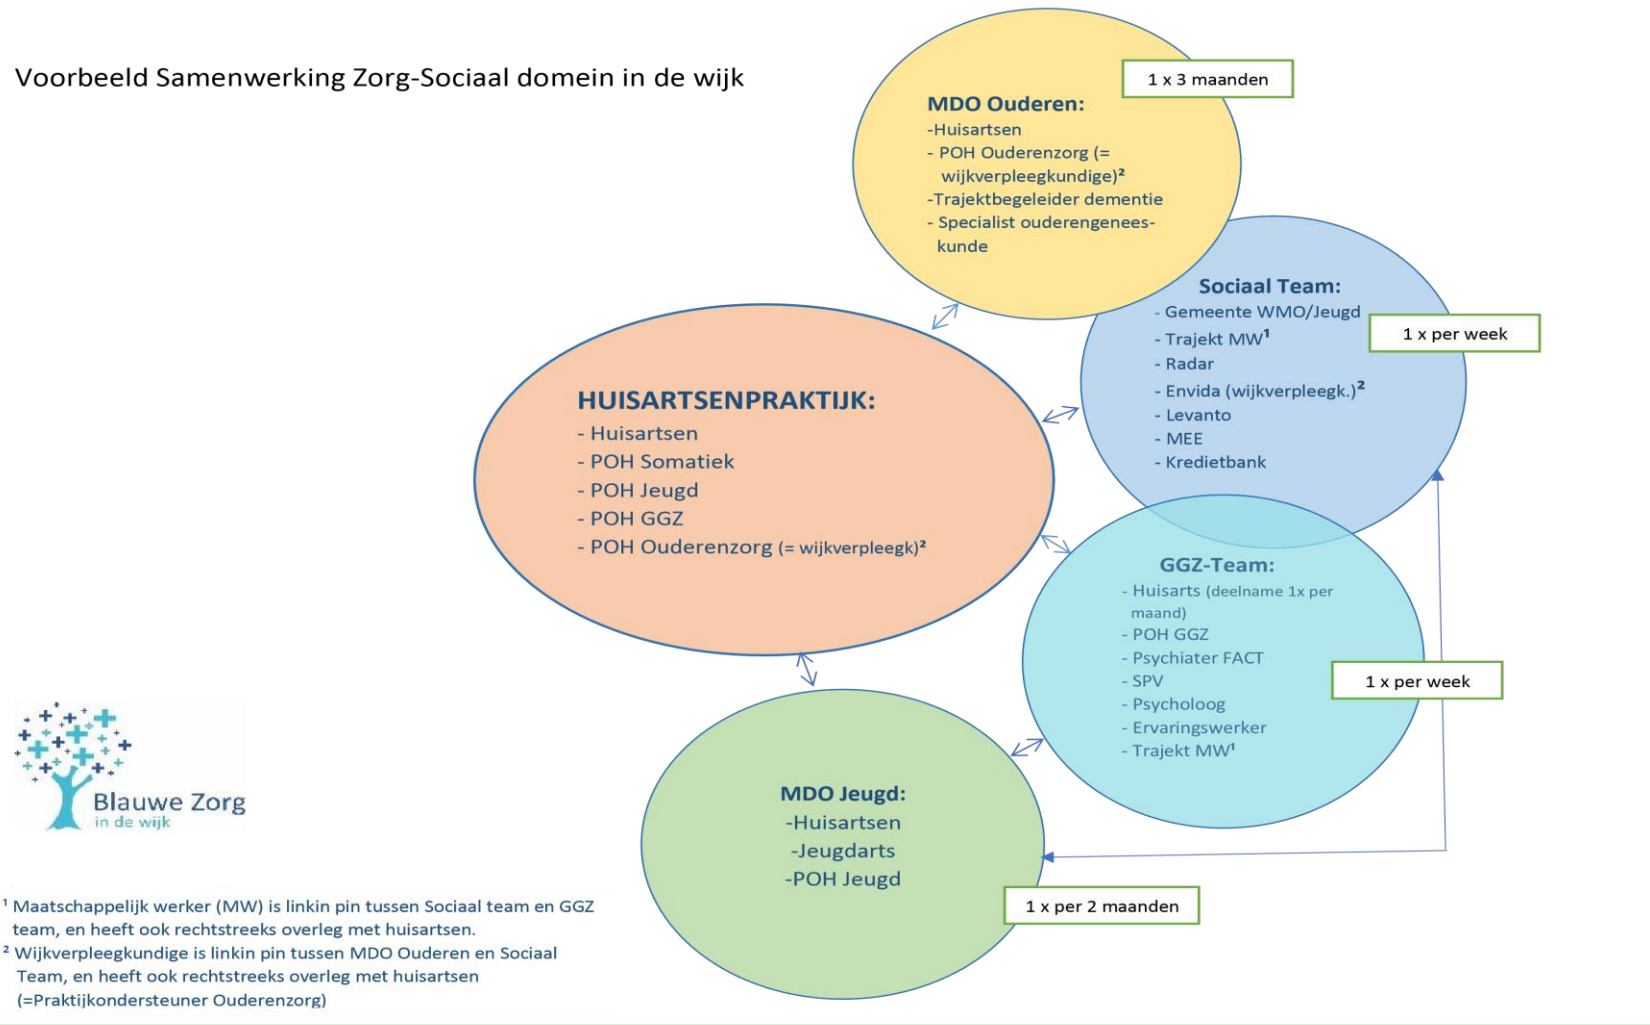 Voorbeeld Samenwerking Zorg-Sociaal domein in de wijk
1 x 3 maanden
MDO Ouderen:
-Huisartsen
- POH Ouderenzorg (=
wijkverpleegkundige)²
-Trajektbegeleider dementie
- Specialist ouderengenees-
kunde
Sociaal Team:
- Gemeente WMO/Jeugd
- Trajekt MW¹
- Radar
- Envida (wijkverpleegk.)²
- Levanto
- MEE
- Kredietbank
1 x per week
HUISARTSENPRAKTIJK:
- Huisartsen
- POH Somatiek
- POH Jeugd
- POH GGZ
- POH Ouderenzorg (= wijkverpleegk)²
GGZ-Team:
- Huisarts (deelname 1x per
maand)
- POH GGZ
- Psychiater FACT
- SPV
- Psycholoog
- Ervaringswerker
- Trajekt MW¹
1 x per week
MDO Jeugd:
-Huisartsen
-Jeugdarts
-POH Jeugd
1 x per 2 maanden
Blauwe Zorg
in de wijk
¹ Maatschappelijk werker (MW) is linkin pin tussen Sociaal team en GGZ
team, en heeft ook rechtstreeks overleg met huisartsen.
² Wijkverpleegkundige is linkin pin tussen MDO Ouderen en Sociaal
Team, en heeft ook rechtstreeks overleg met huisartsen
(=Praktijkondersteuner Ouderenzorg)